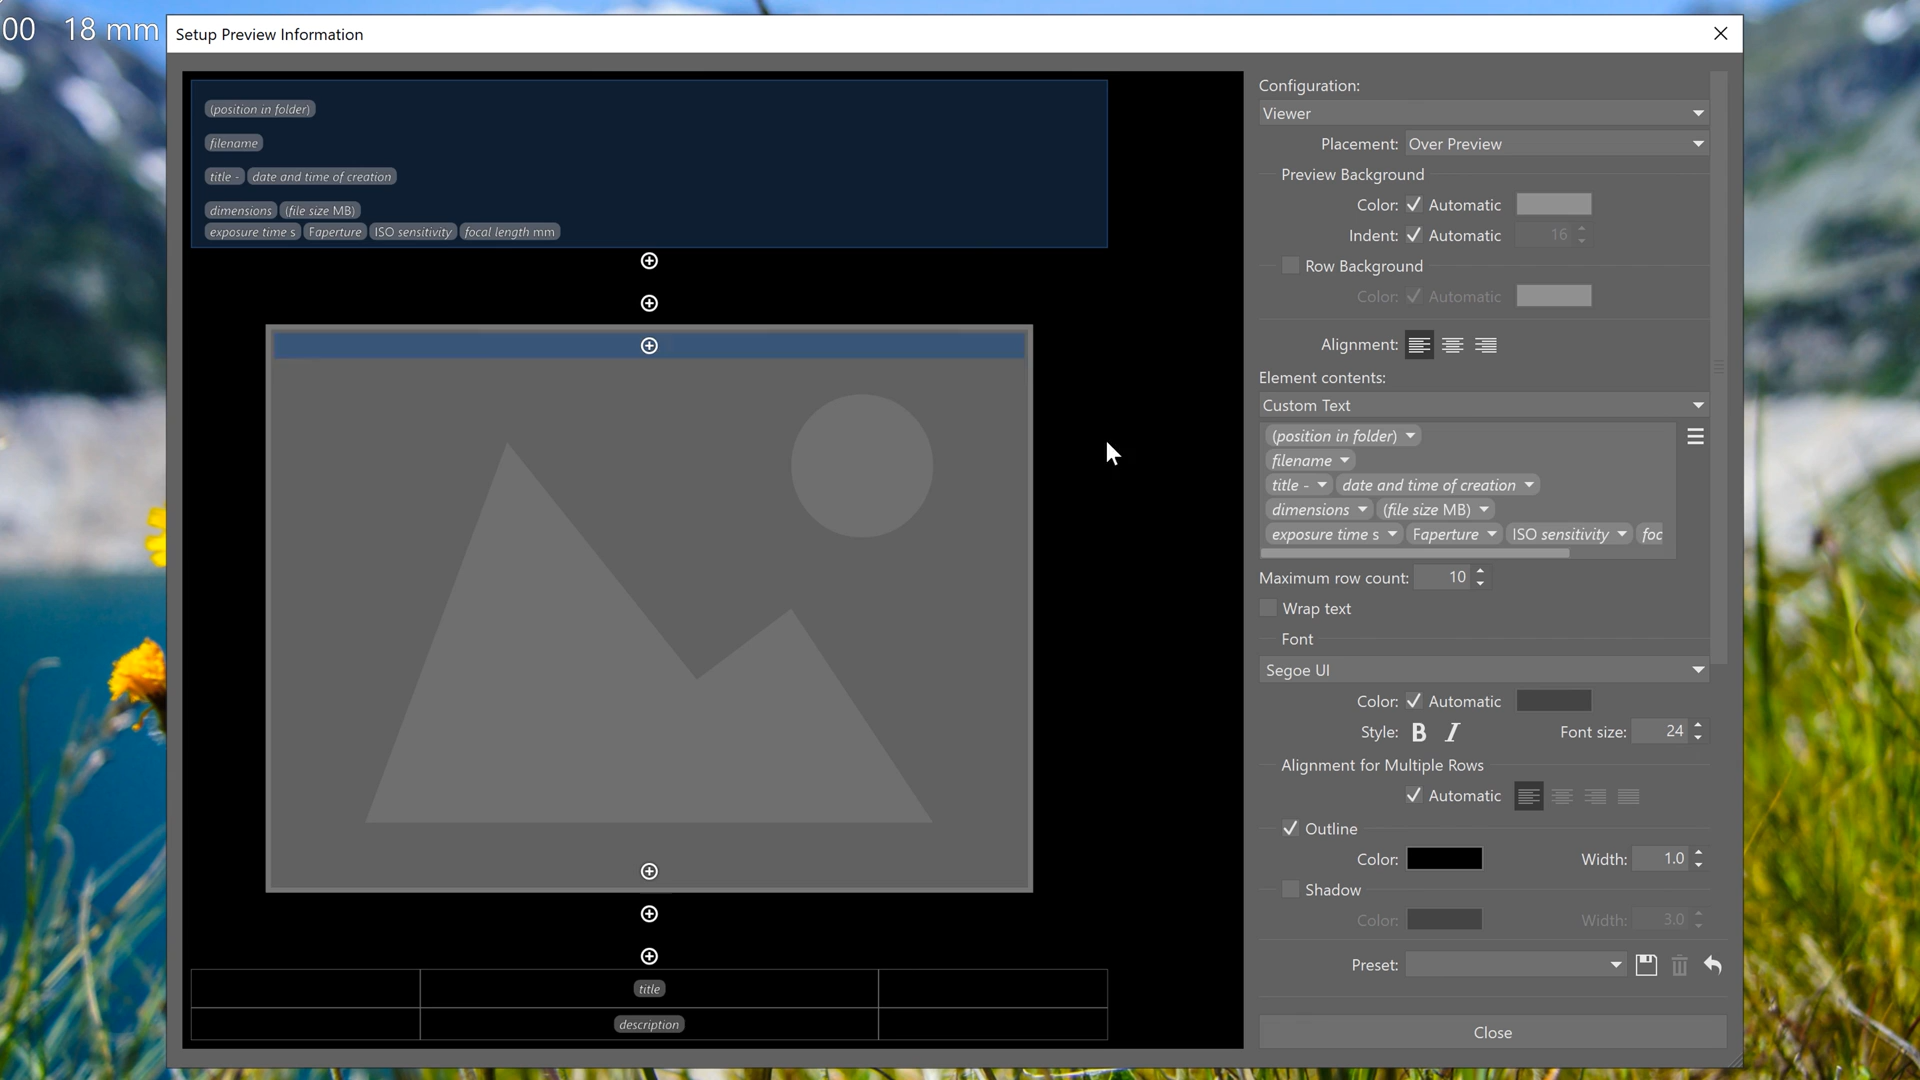 00 18 mm
Setup Preview Information
(position in folder)
filename
title - date and time of creation
dimensions (file size MB)
exposure time s Faperture ISO sensitivity focal length mm
title
description
Configuration:
Viewer
Placement: Over Preview
Preview Background
Color: Automatic
Indent: Automatic 16
Row Background
Color: Automatic
Alignment:
Element contents:
Custom Text
(position in folder)
filename
title - date and time of creation
dimensions (file size MB)
exposure time s Faperture ISO sensitivity foc
Maximum row count: 10
Wrap text
Font
Segoe UI
Color: Automatic
Style: B I Font size: 24
Alignment for Multiple Rows
Automatic
Outline
Color: Width: 1.0
Shadow
Color: Width: 3.0
Preset:
Close